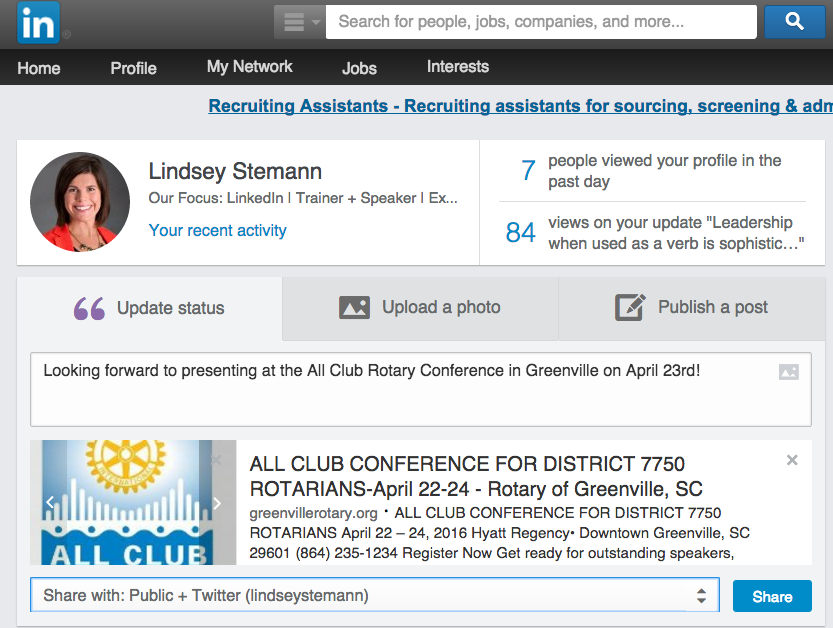 in
Search for people, jobs, companies, and more...
Home Profile My Network Jobs Interests
Recruiting Assistants - Recruiting assistants for sourcing, screening & adm
Lindsey Stemann
Our Focus: LinkedIn I Trainer + Speaker I Ex...
Your recent activity
7 people viewed your profile in the
past day
84 views on your update "Leadership
when used as a verb is sophistic..."
Update status Upload a photo Publish a post
Looking forward to presenting at the All Club Rotary Conference in Greenville on April 23rd!
INTERNATIONAL
ALL CLUB
ALL CLUB CONFERENCE FOR DISTRICT 7750
ROTARIANS-April 22-24 - Rotary of Greenville, SC
greenvillerotary.org • ALL CLUB CONFERENCE FOR DISTRICT 7750
ROTARIANS April 22 – 24, 2016 Hyatt Regency• Downtown Greenville, SC
29601 (864) 235-1234 Register Now Get ready for outstanding speakers,
Share with: Public + Twitter (lindseystemann)
Share